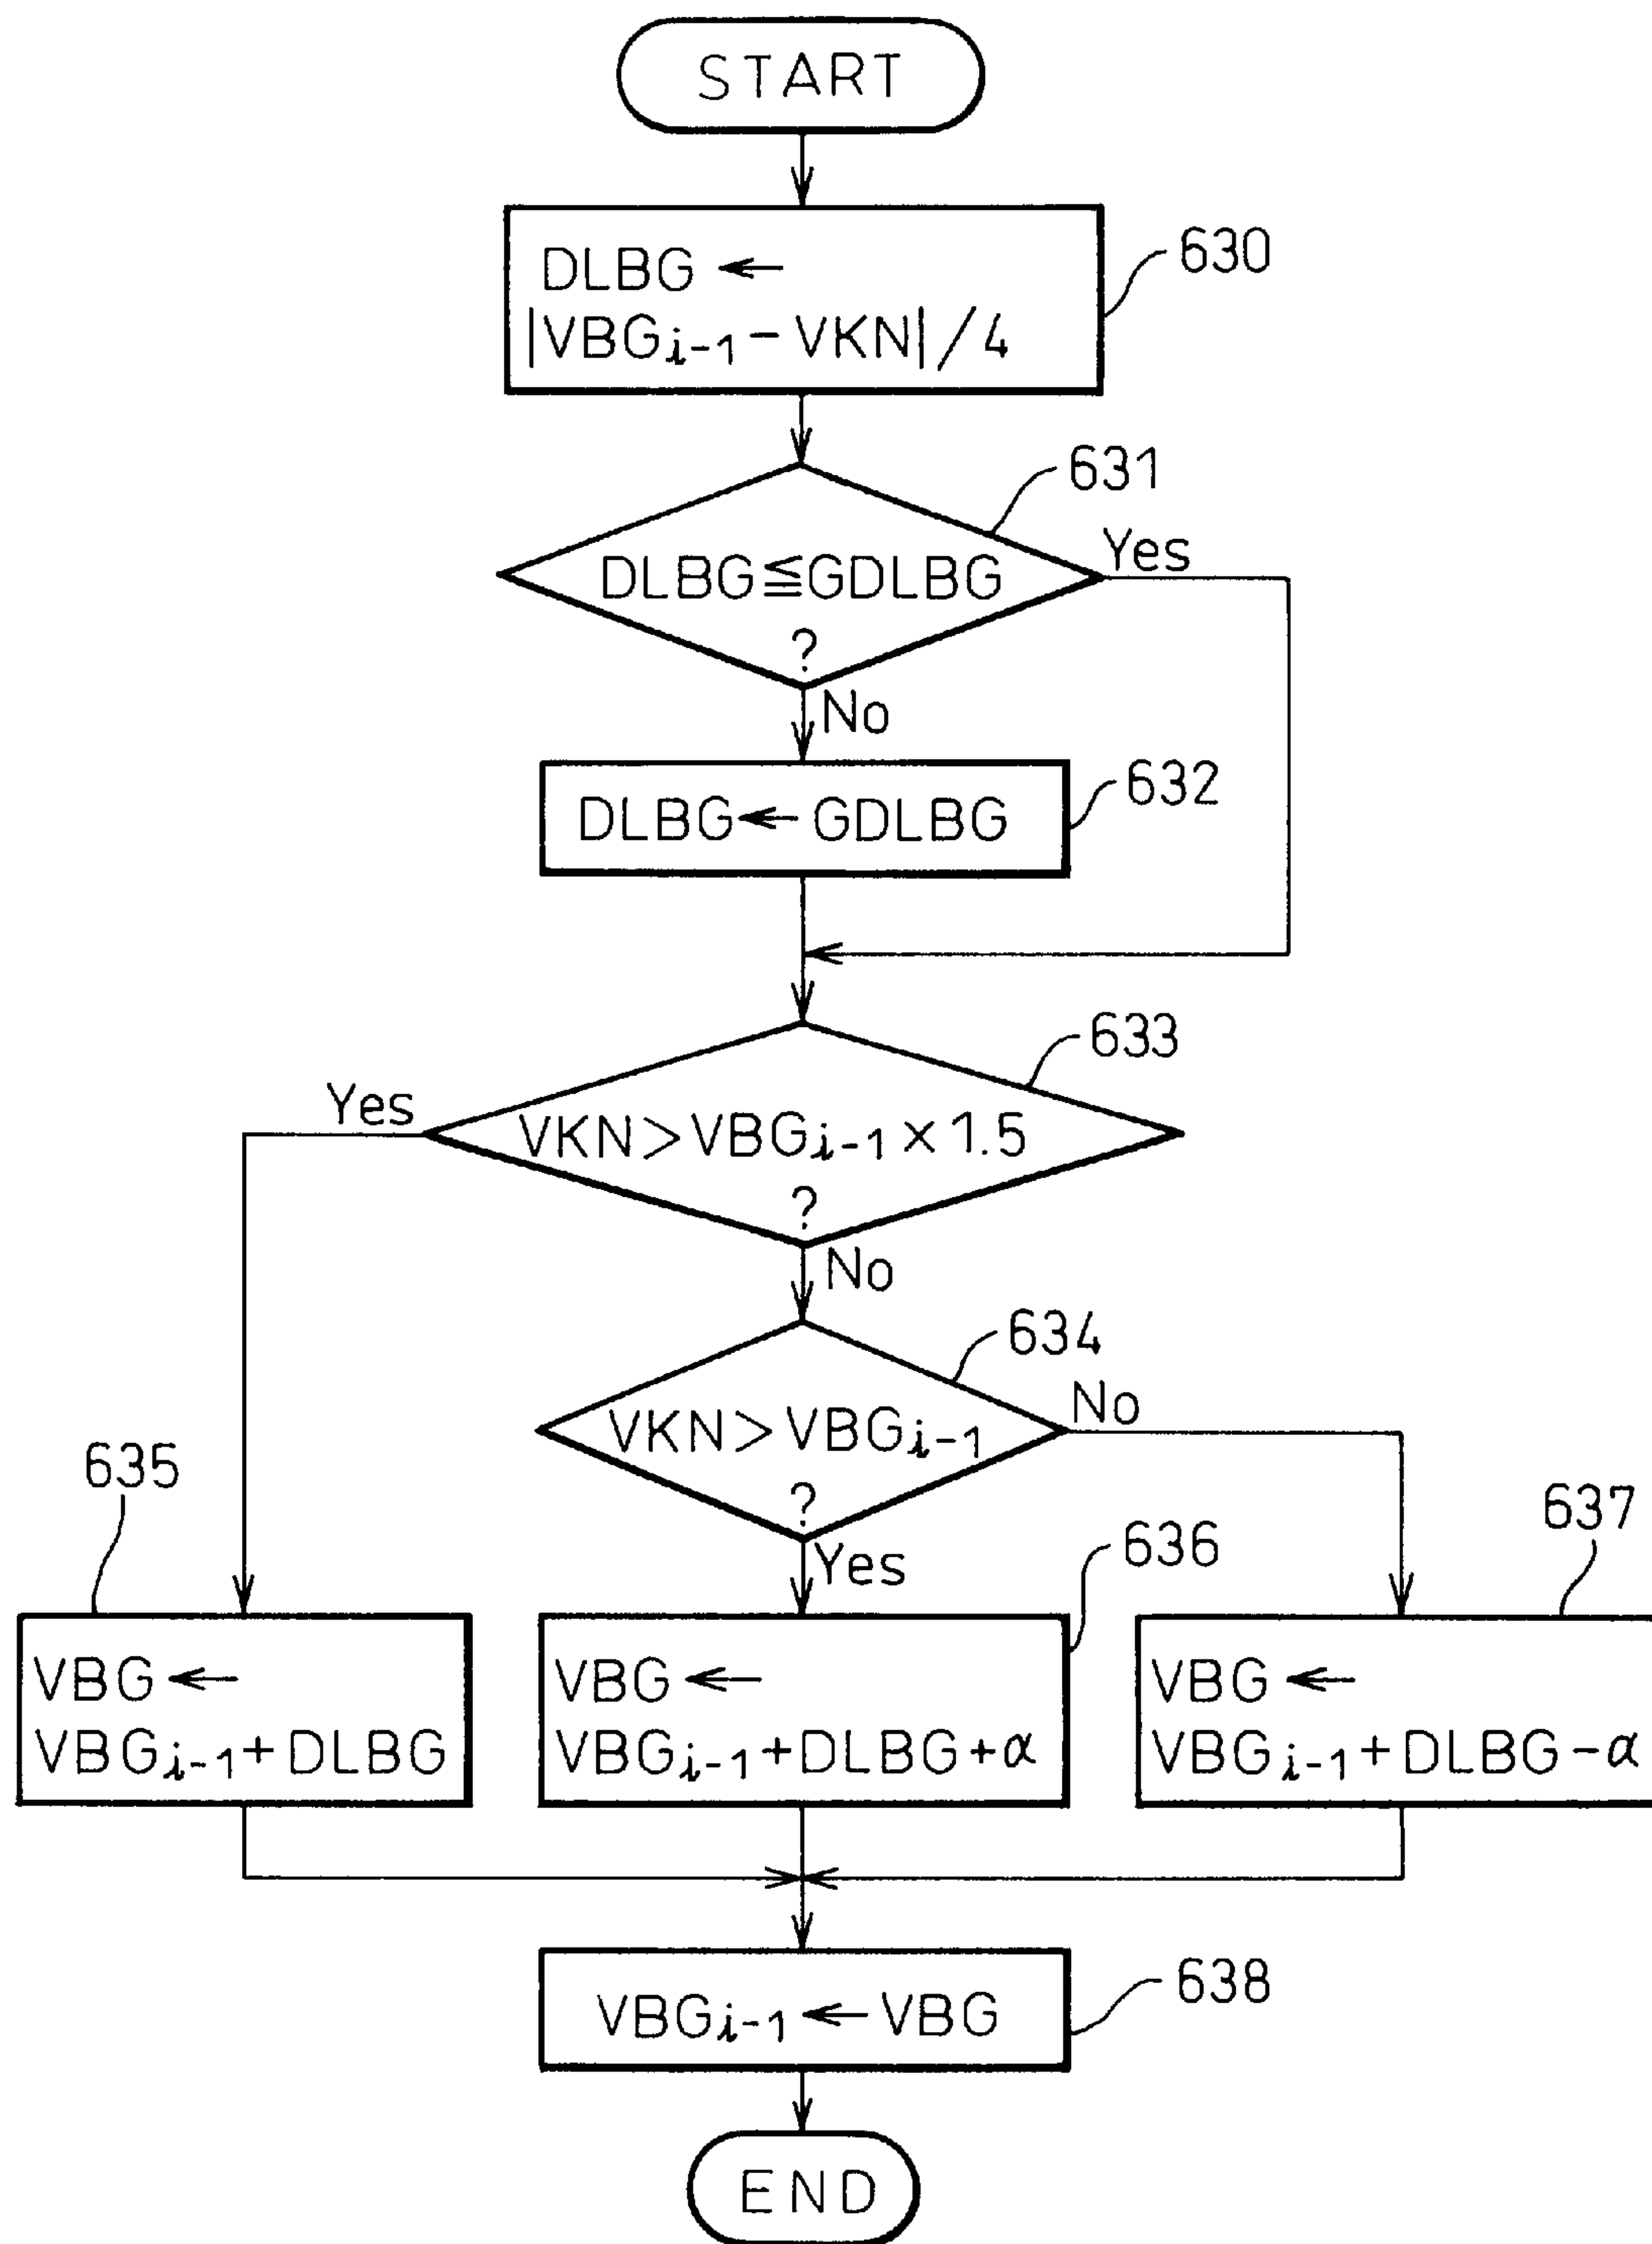 START
DLBG ←
|VBGi-1 − VKN| / 4
630
631
DLBG≦GDLBG
?
Yes
No
DLBG ← GDLBG
632
633
VKN > VBGi-1 × 1.5
?
Yes
No
634
VKN > VBGi-1
?
No
Yes
635
VBG ←
VBGi-1 + DLBG
636
VBG ←
VBGi-1 + DLBG + α
637
VBG ←
VBGi-1 + DLBG − α
VBGi-1 ← VBG
638
END